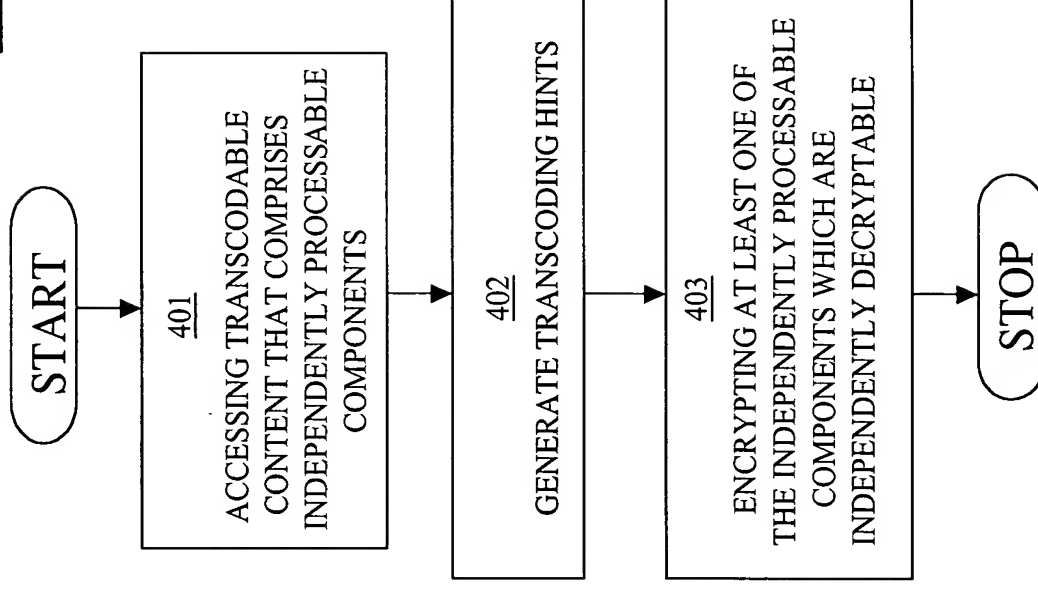 START
401
ACCESSING TRANSCODABLE
CONTENT THAT COMPRISES
INDEPENDENTLY PROCESSABLE
COMPONENTS
402
GENERATE TRANSCODING HINTS
403
ENCRYPTING AT LEAST ONE OF
THE INDEPENDENTLY PROCESSABLE
COMPONENTS WHICH ARE
INDEPENDENTLY DECRYPTABLE
STOP